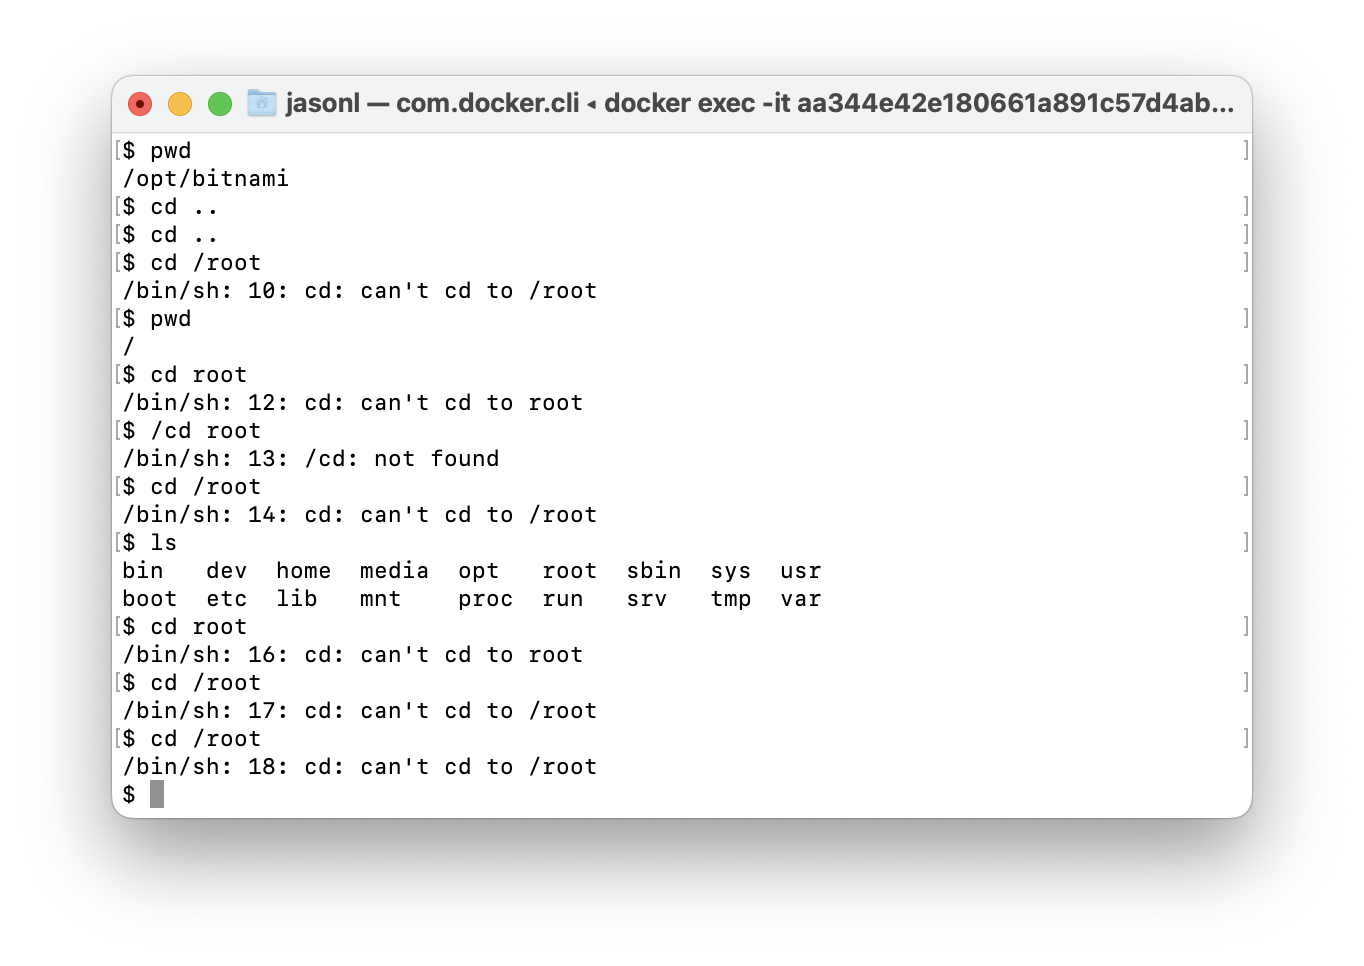 jasonl — com.docker.cli ◂ docker exec -it aa344e42e180661a891c57d4ab...
[$ pwd ]
/opt/bitnami
[$ cd .. ]
[$ cd .. ]
[$ cd /root ]
/bin/sh: 10: cd: can't cd to /root
[$ pwd ]
/
[$ cd root ]
/bin/sh: 12: cd: can't cd to root
[$ /cd root ]
/bin/sh: 13: /cd: not found
[$ cd /root ]
/bin/sh: 14: cd: can't cd to /root
[$ ls ]
bin   dev  home  media  opt   root  sbin  sys  usr
boot  etc  lib   mnt    proc  run   srv   tmp  var
[$ cd root ]
/bin/sh: 16: cd: can't cd to root
[$ cd /root ]
/bin/sh: 17: cd: can't cd to /root
[$ cd /root ]
/bin/sh: 18: cd: can't cd to /root
$